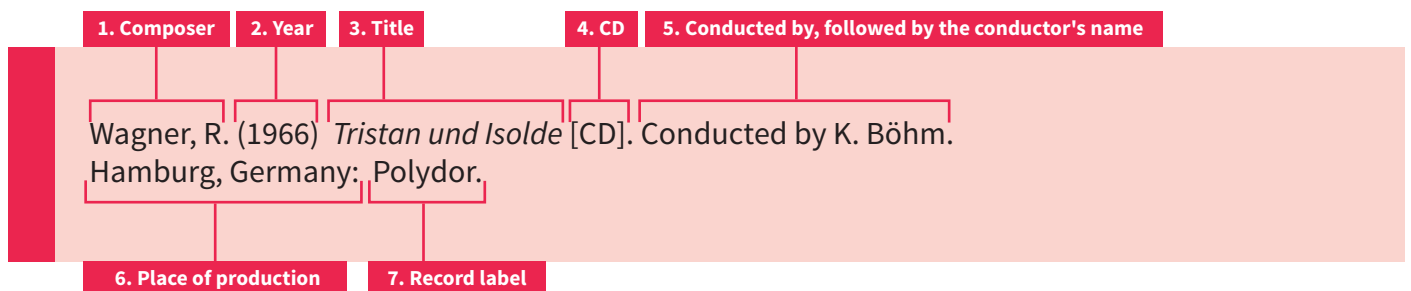 1. Composer 2. Year 3. Title 4. CD 5. Conducted by, followed by the conductor's name
Wagner, R. (1966) Tristan und Isolde [CD]. Conducted by K. Böhm.
Hamburg, Germany: Polydor.
6. Place of production 7. Record label